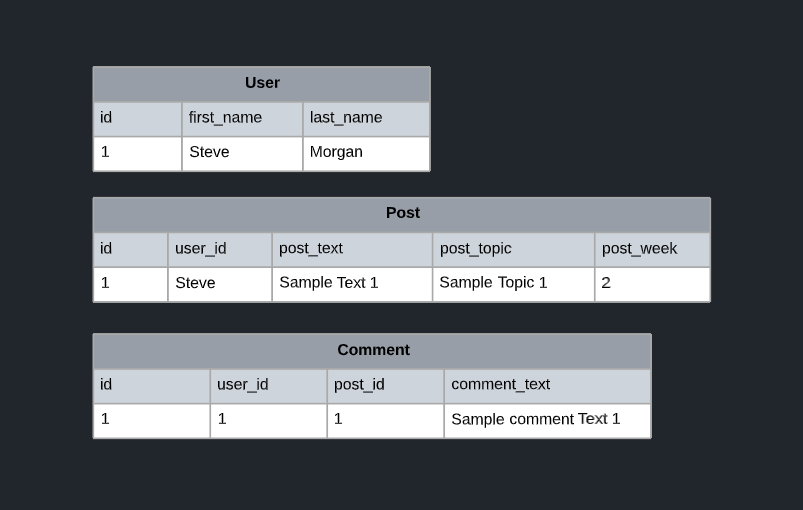 User
id first_name last_name
1 Steve Morgan
Post
id user_id post_text post_topic post_week
1 Steve Sample Text 1 Sample Topic 1 2
Comment
id user_id post_id comment_text
1 1 1 Sample comment Text 1